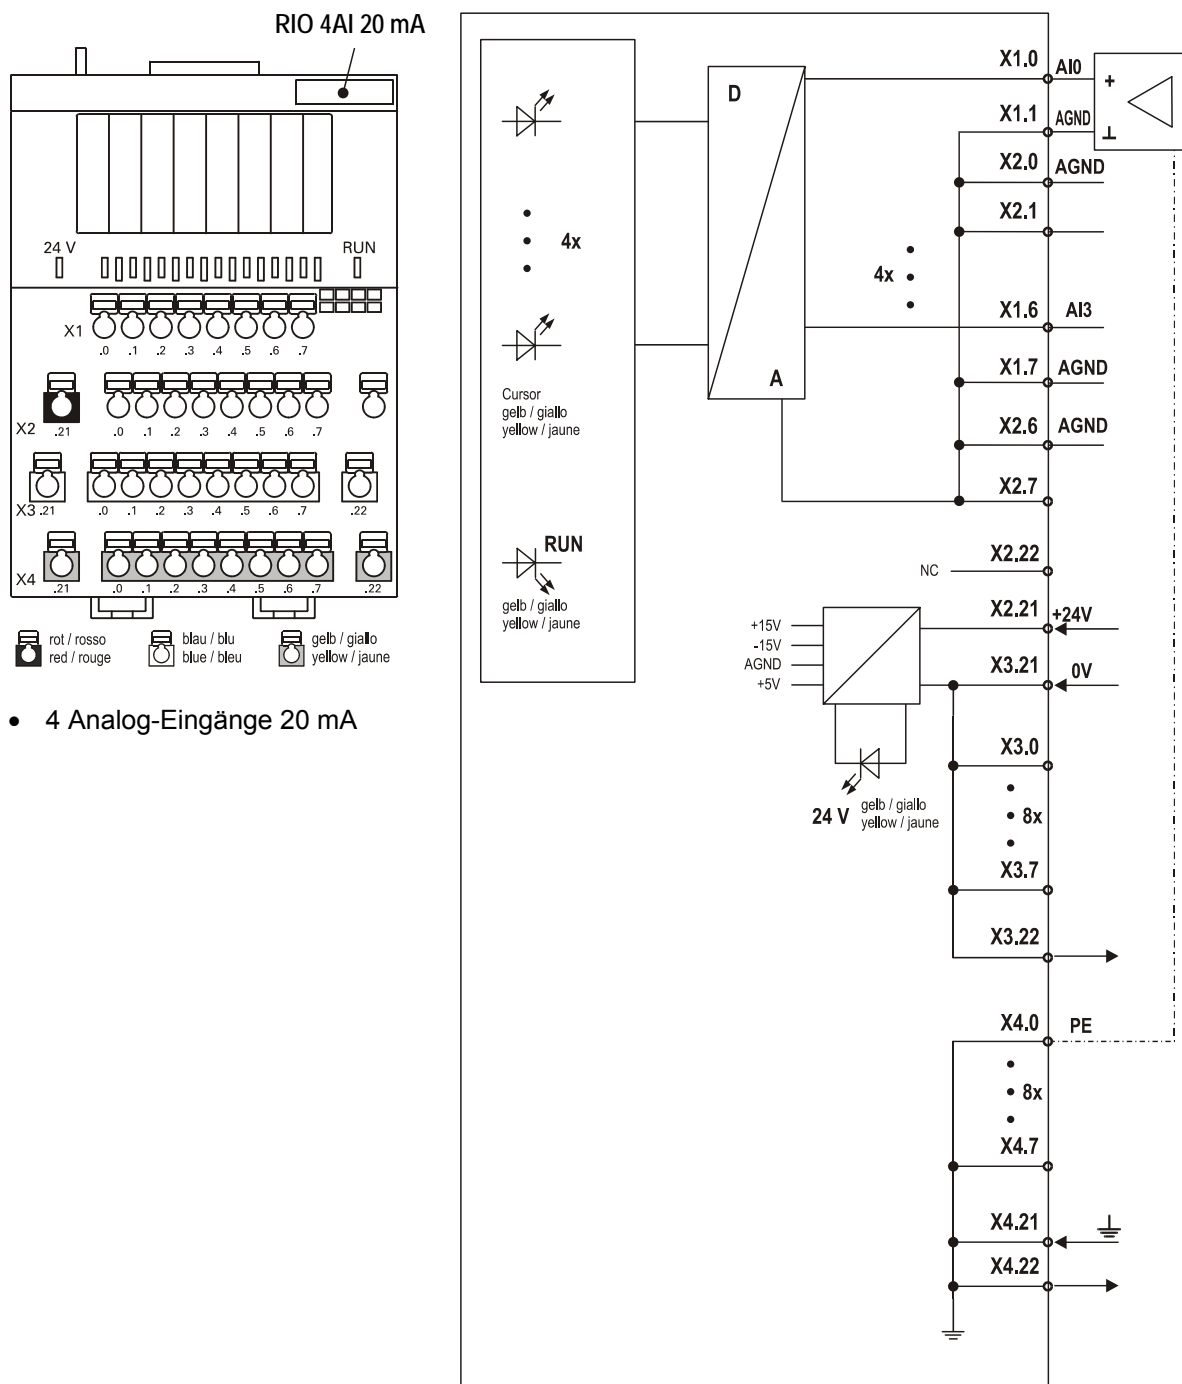 RIO 4AI 20 mA
24 V
RUN
X1
.0 .1 .2 .3 .4 .5 .6 .7
X2
.21 .0 .1 .2 .3 .4 .5 .6 .7
X3
.21 .0 .1 .2 .3 .4 .5 .6 .7 .22
X4
.21 .0 .1 .2 .3 .4 .5 .6 .7 .22
rot / rosso
red / rouge
blau / blu
blue / bleu
gelb / giallo
yellow / jaune
• 4 Analog-Eingänge 20 mA
4x
Cursor
gelb / giallo
yellow / jaune
RUN
gelb / giallo
yellow / jaune
D
A
4x
X1.0 AI0
+
X1.1 AGND
⊥
X2.0 AGND
X2.1
X1.6 AI3
X1.7 AGND
X2.6 AGND
X2.7
NC X2.22
X2.21 +24V
+15V
-15V
AGND
+5V
X3.21 0V
24 V
gelb / giallo
yellow / jaune
X3.0
8x
X3.7
X3.22
X4.0 PE
8x
X4.7
X4.21
X4.22